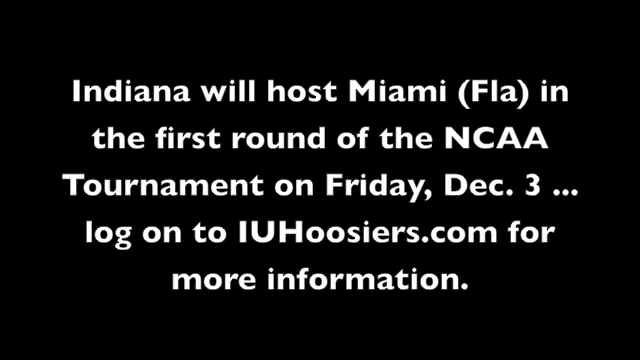 Indiana will host Miami (Fla) in
the first round of the NCAA
Tournament on Friday, Dec. 3 ...
log on to IUHoosiers.com for
more information.